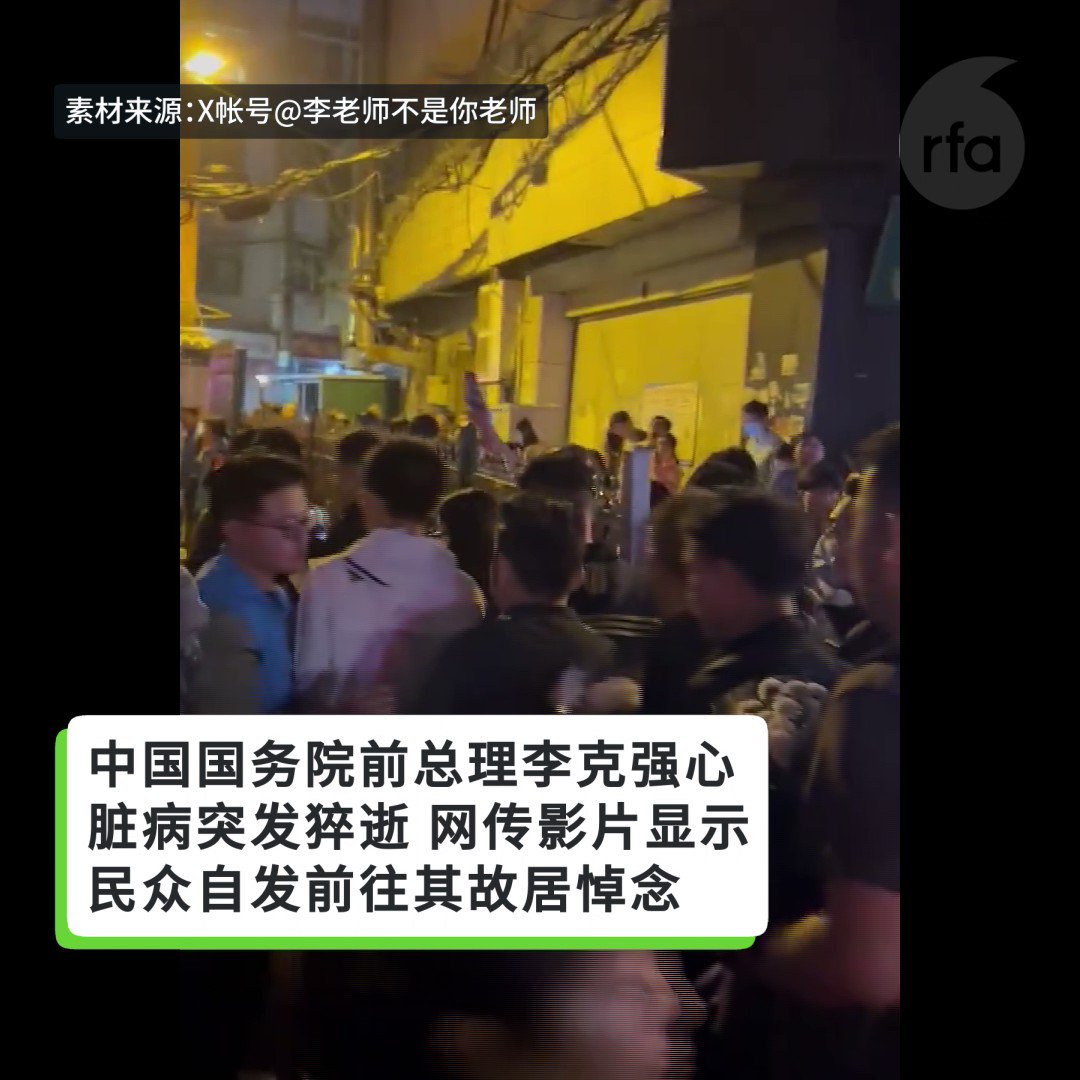 素材来源：X帐号@李老师不是你老师
rfa
中国国务院前总理李克强心
脏病突发猝逝 网传影片显示
民众自发前往其故居悼念